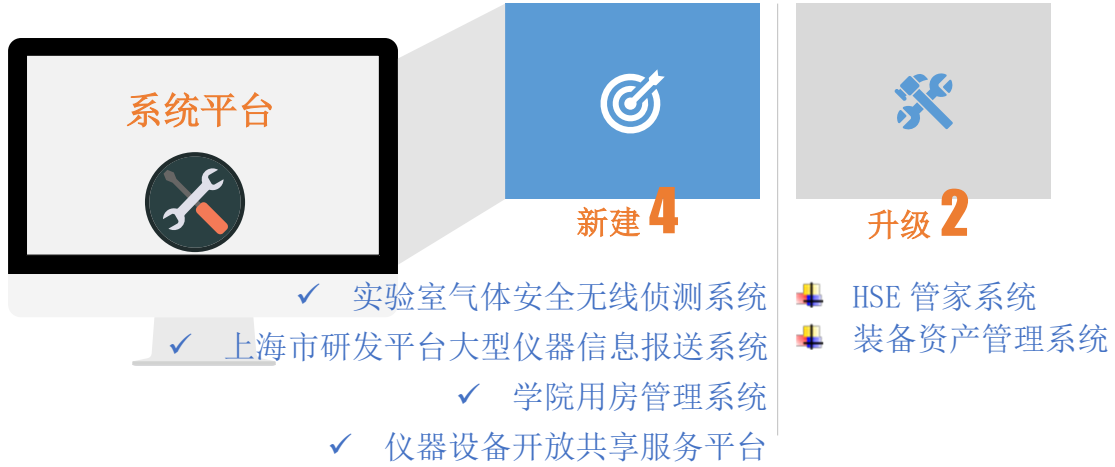 系统平台
新建 4
✓ 实验室气体安全无线侦测系统
✓ 上海市研发平台大型仪器信息报送系统
✓ 学院用房管理系统
✓ 仪器设备开放共享服务平台
升级 2
HSE 管家系统
装备资产管理系统